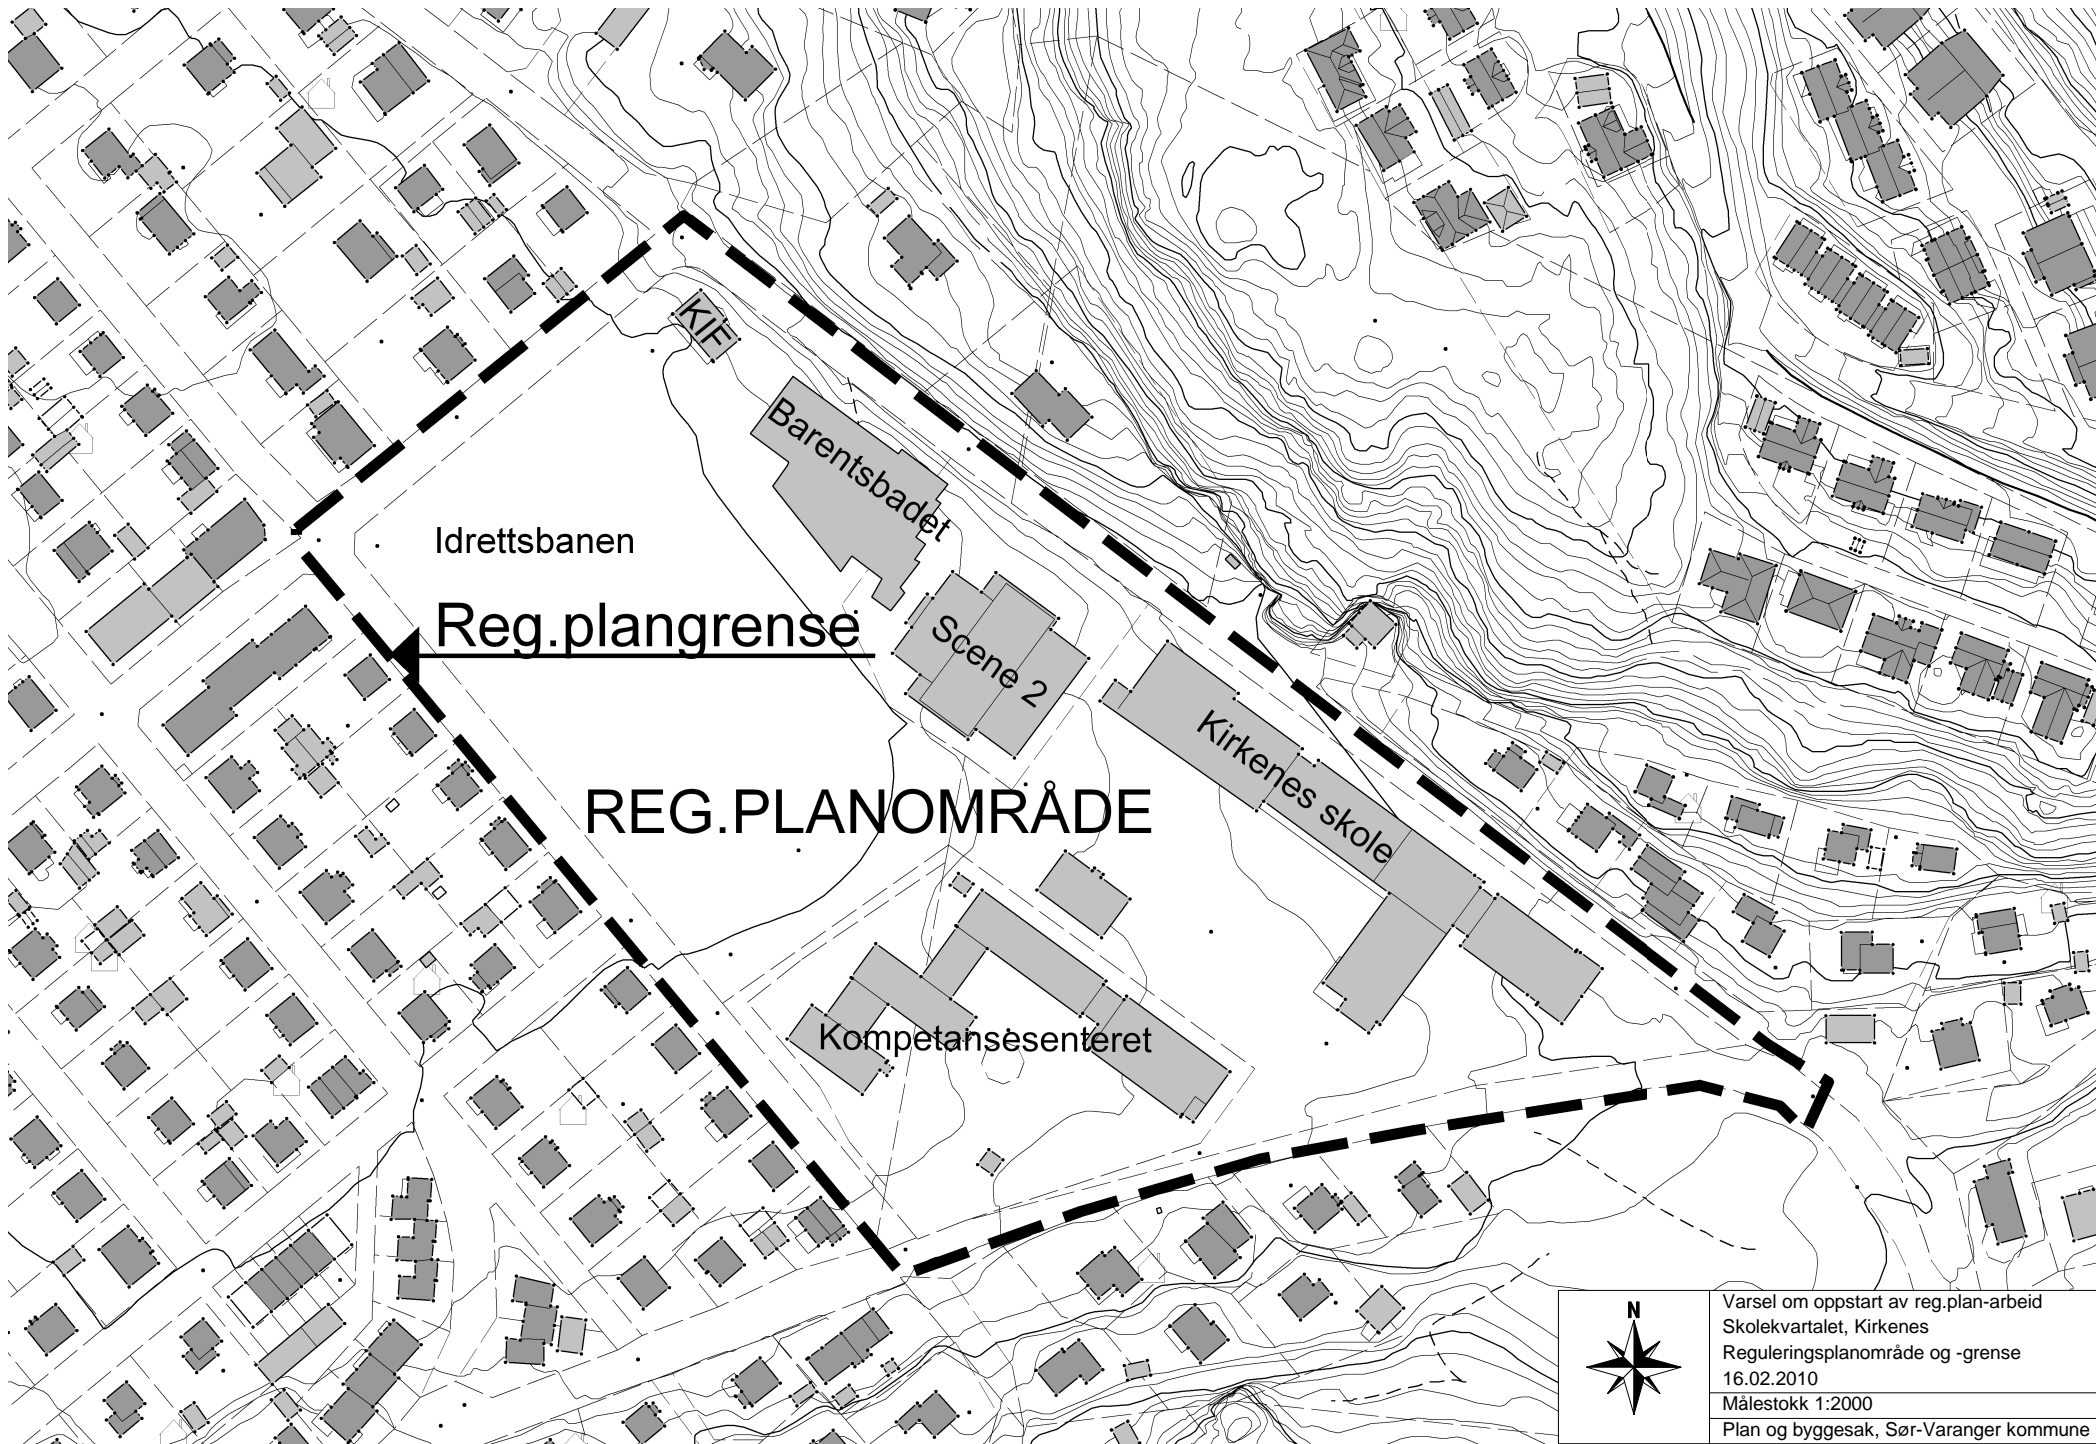 KIF
Barentsbadet
Idrettsbanen
Reg.plangrense
Scene 2
Kirkenes skole
REG.PLANOMRÅDE
Kompetansesenteret
N
Varsel om oppstart av reg.plan-arbeid
Skolekvartalet, Kirkenes
Reguleringsplanområde og -grense
16.02.2010
Målestokk 1:2000
Plan og byggesak, Sør-Varanger kommune